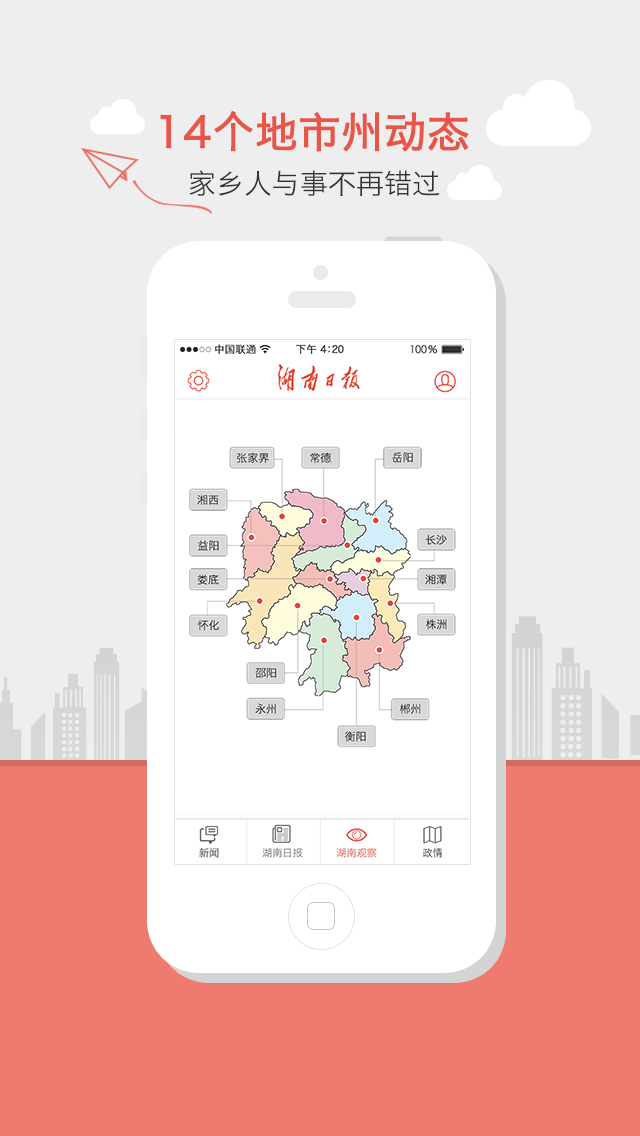 14个地市州动态
家乡人与事不再错过
中国联通 下午 4:20 100%
湖南日报
张家界 常德 岳阳
湘西
长沙
益阳
娄底 湘潭
怀化 株洲
邵阳
永州 郴州
衡阳
新闻 湖南日报 湖南观察 政情